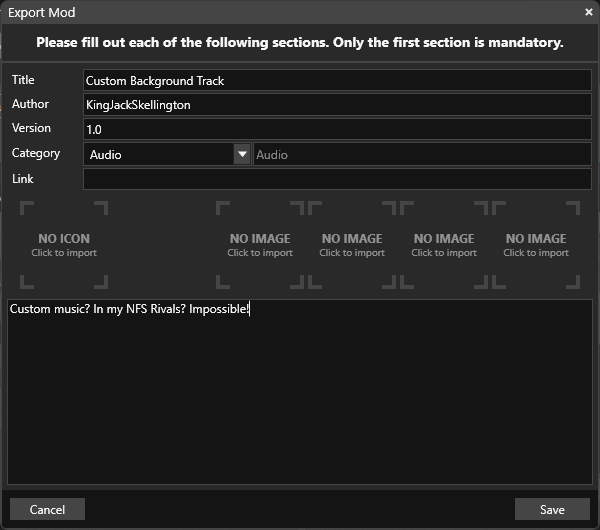 Export Mod
Please fill out each of the following sections. Only the first section is mandatory.
Title Custom Background Track
Author KingJackSkellington
Version 1.0
Category Audio Audio
Link
NO ICON NO IMAGE NO IMAGE NO IMAGE NO IMAGE
Click to import Click to import Click to import Click to import Click to import
Custom music? In my NFS Rivals? Impossible!
Cancel Save